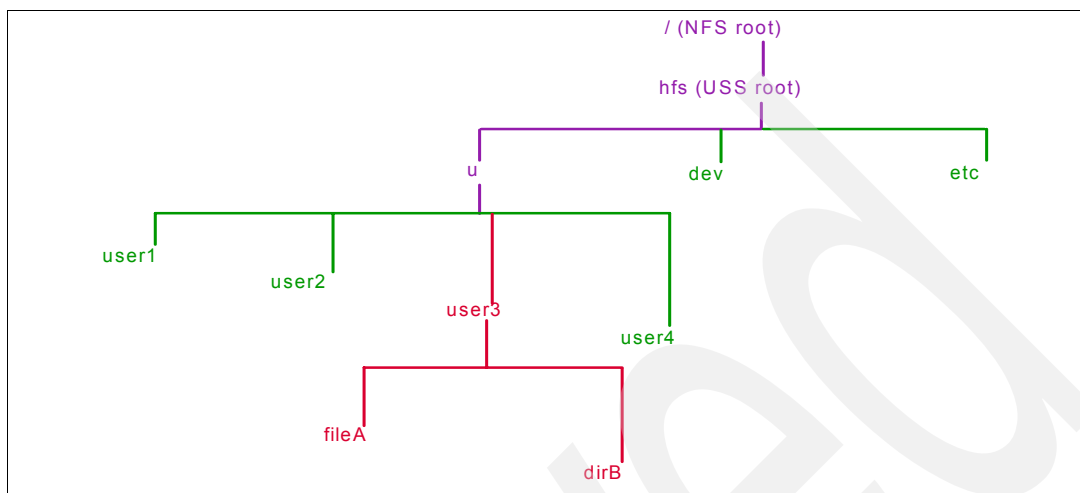 / (NFS root)
hfs (USS root)
u
dev
etc
user1
user2
user3
user4
fileA
dirB